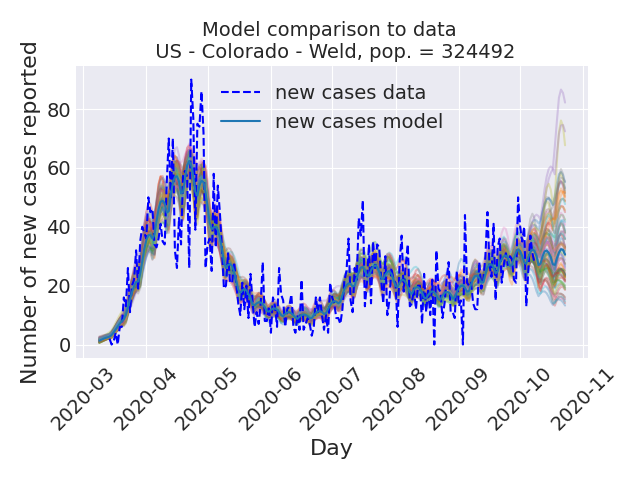 Model comparison to data
US - Colorado - Weld, pop. = 324492
new cases data
new cases model
Number of new cases reported
80
60
40
20
0
2020-03
2020-04
2020-05
2020-06
2020-07
2020-08
2020-09
2020-10
2020-11
Day